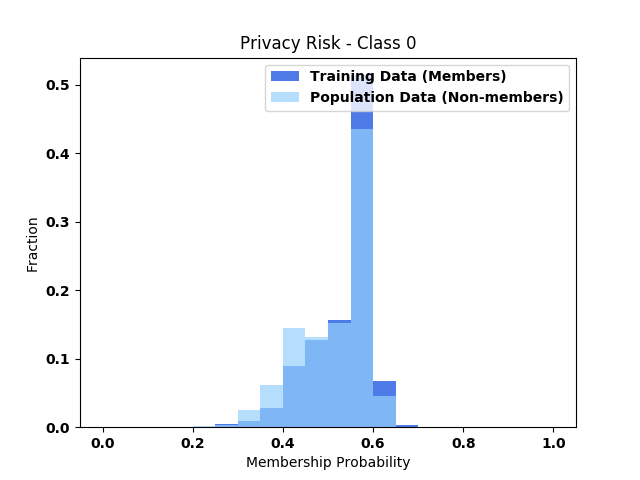 Privacy Risk - Class 0
Training Data (Members)
Population Data (Non-members)
0.5
0.4
0.3
0.2
0.1
0.0
Fraction
0.0 0.2 0.4 0.6 0.8 1.0
Membership Probability